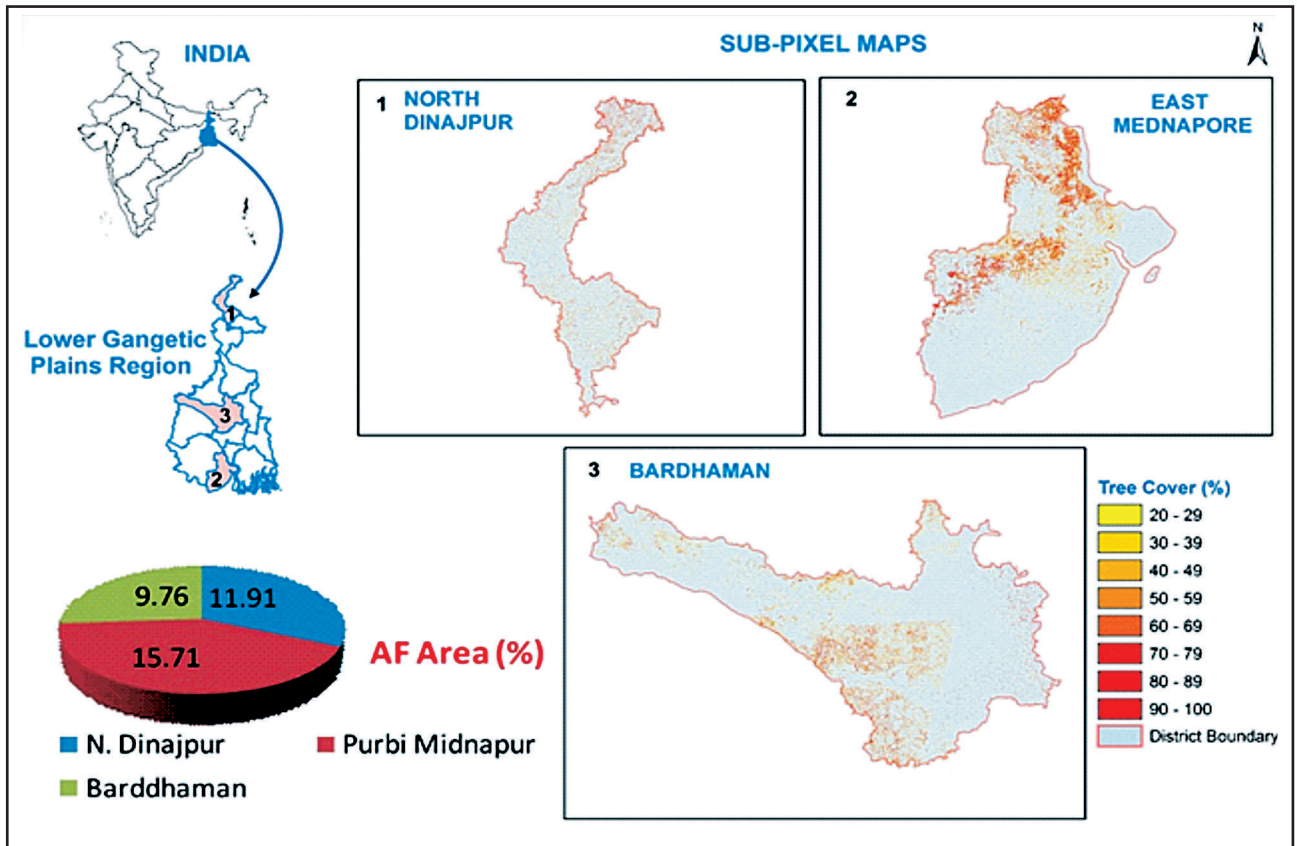 INDIA
SUB-PIXEL MAPS
N
1 NORTH
DINAJPUR
2 EAST
MEDNAPORE
Lower Gangetic
Plains Region
1
3
2
3 BARDHAMAN
Tree Cover (%)
20 - 29
30 - 39
40 - 49
50 - 59
60 - 69
70 - 79
80 - 89
90 - 100
District Boundary
9.76
11.91
15.71
AF Area (%)
N. Dinajpur
Purbi Midnapur
Barddhaman